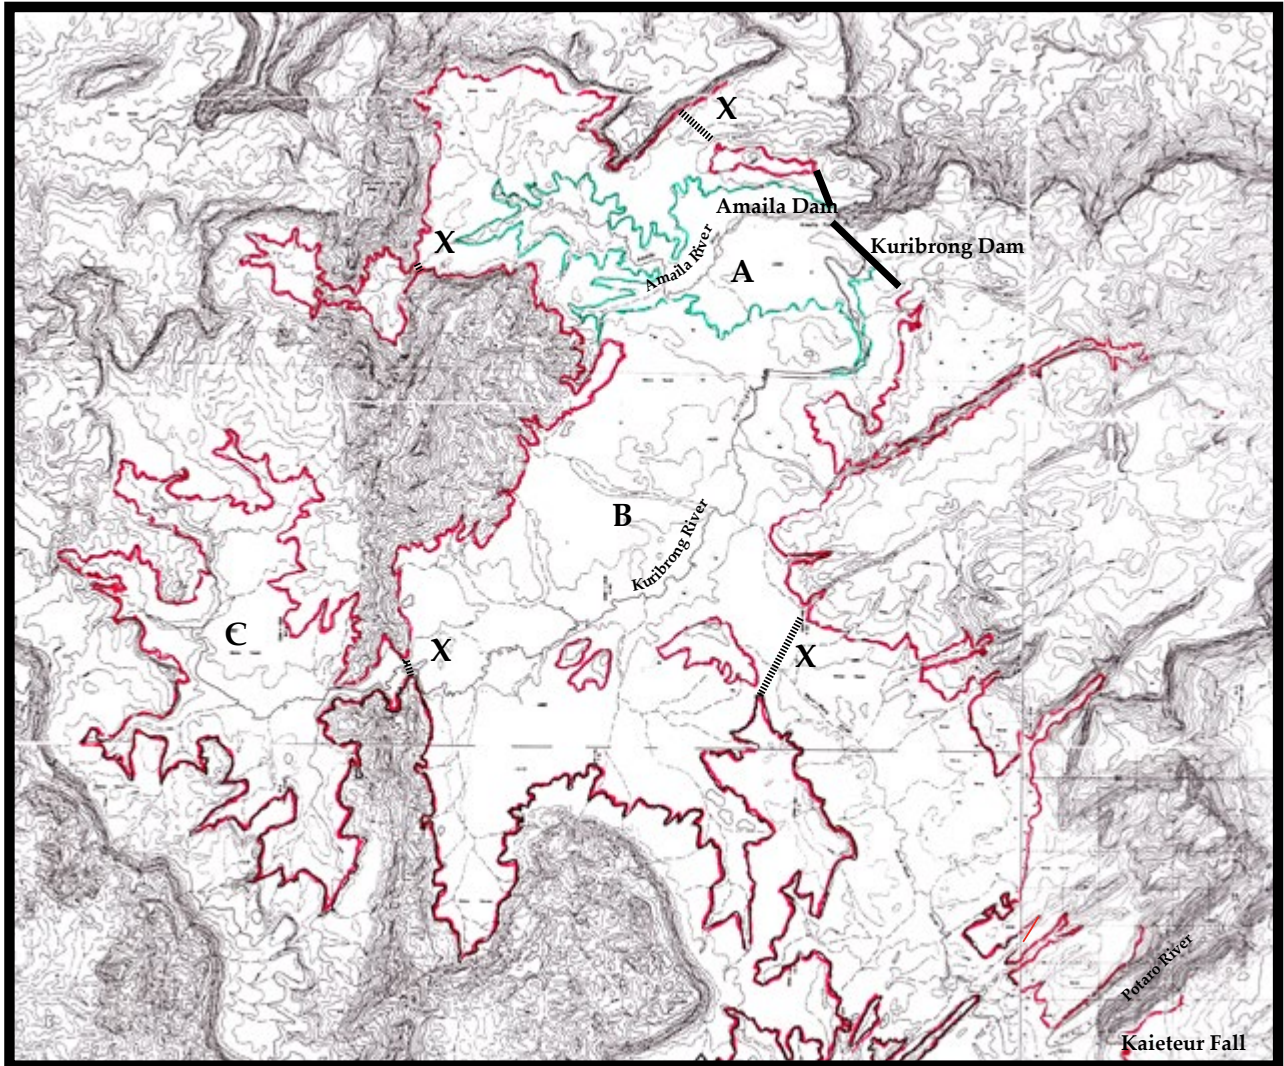 X
Amaila Dam
X
Kuribrong Dam
Amaila River
A
B
Kuribrong River
C
X
X
Potaro River
Kaieteur Fall